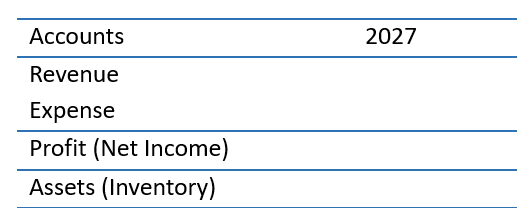 Accounts 2027
Revenue
Expense
Profit (Net Income)
Assets (Inventory)